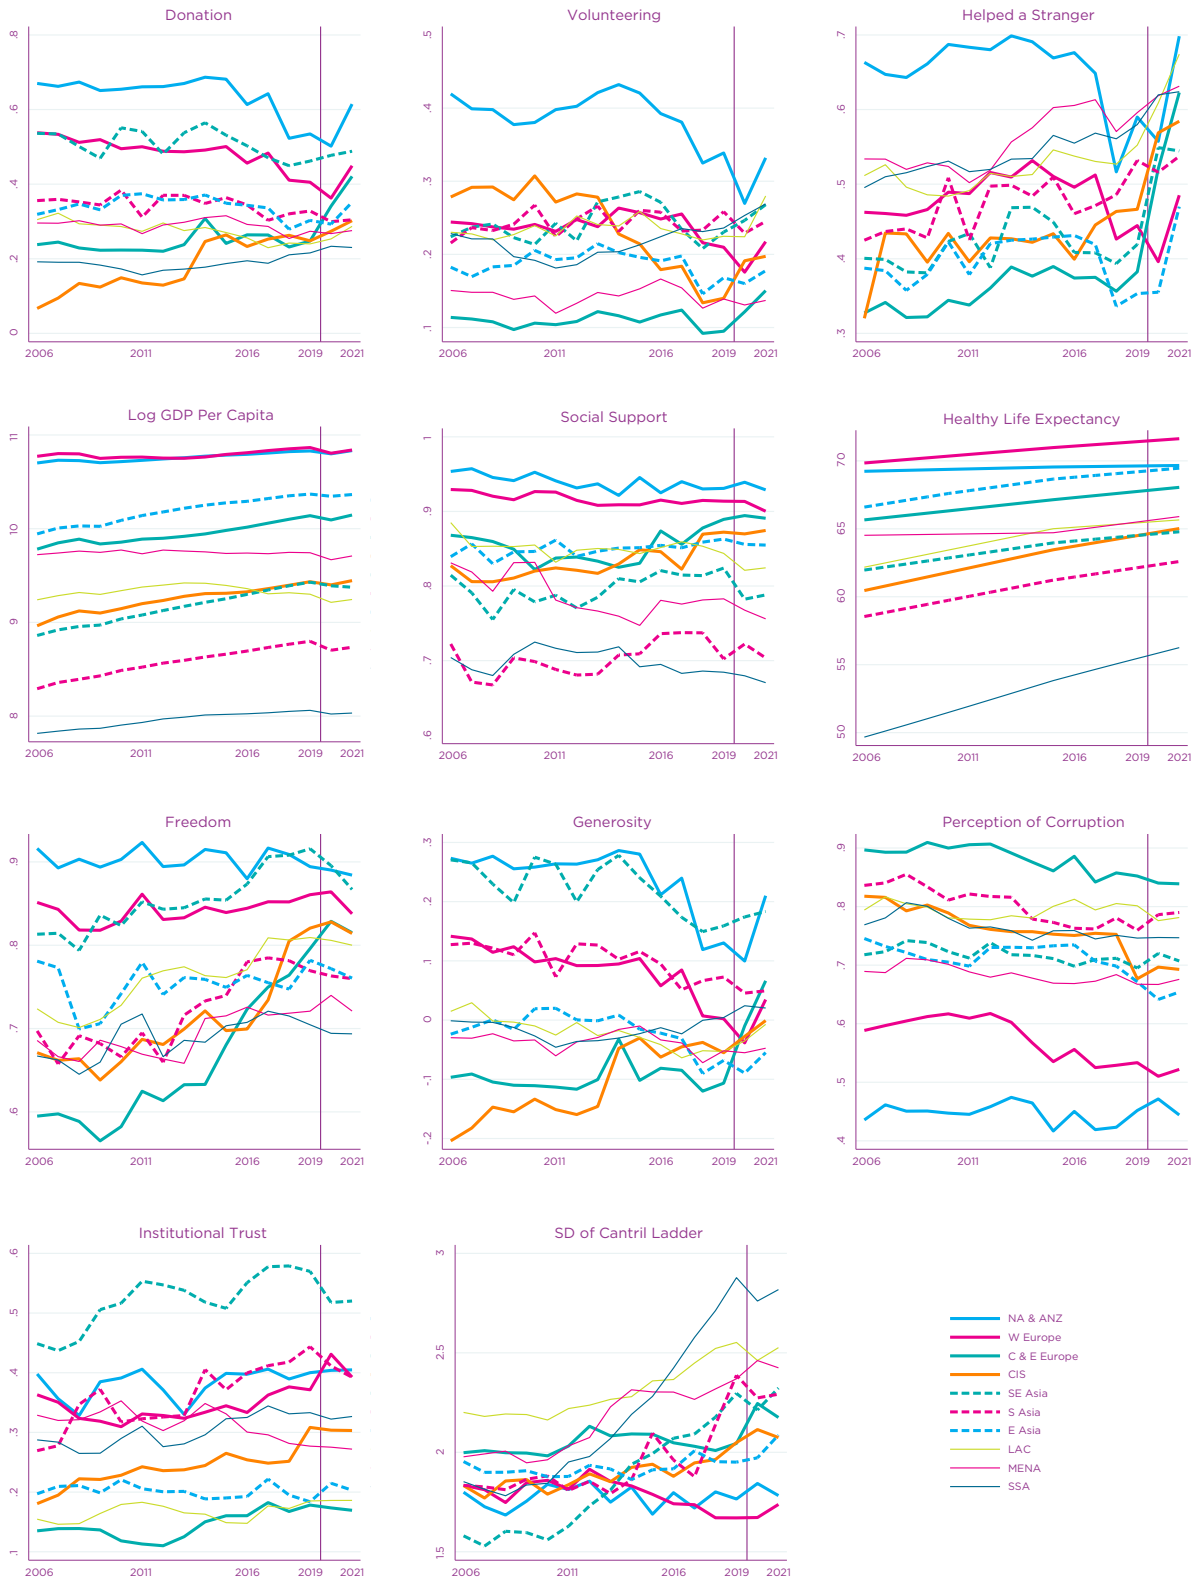 Donation
.8
.6
.4
.2
0
2006 2011 2016 2019 2021
Volunteering
.5
.4
.3
.2
.1
2006 2011 2016 2019 2021
Helped a Stranger
.7
.6
.5
.4
.3
2006 2011 2016 2019 2021
Log GDP Per Capita
11
10
9
8
2006 2011 2016 2019 2021
Social Support
1
.9
.8
.7
.6
2006 2011 2016 2019 2021
Healthy Life Expectancy
70
65
60
55
50
2006 2011 2016 2019 2021
Freedom
.9
.8
.7
.6
2006 2011 2016 2019 2021
Generosity
.3
.2
.1
0
-.1
-.2
2006 2011 2016 2019 2021
Perception of Corruption
.9
.8
.7
.6
.5
.4
2006 2011 2016 2019 2021
Institutional Trust
.6
.5
.4
.3
.2
.1
2006 2011 2016 2019 2021
SD of Cantril Ladder
3
2.5
2
1.5
2006 2011 2016 2019 2021
NA & ANZ
W Europe
C & E Europe
CIS
SE Asia
S Asia
E Asia
LAC
MENA
SSA